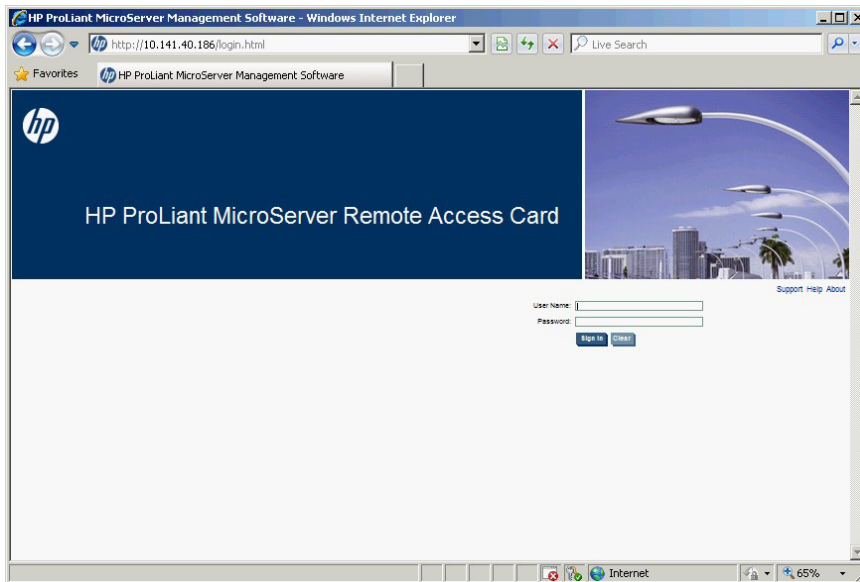 HP ProLiant MicroServer Management Software - Windows Internet Explorer
http://10.141.40.186/login.html
Live Search
Favorites
HP ProLiant MicroServer Management Software
hp
HP ProLiant MicroServer Remote Access Card
Support Help About
User Name:
Password:
Sign In Clear
Internet
65%